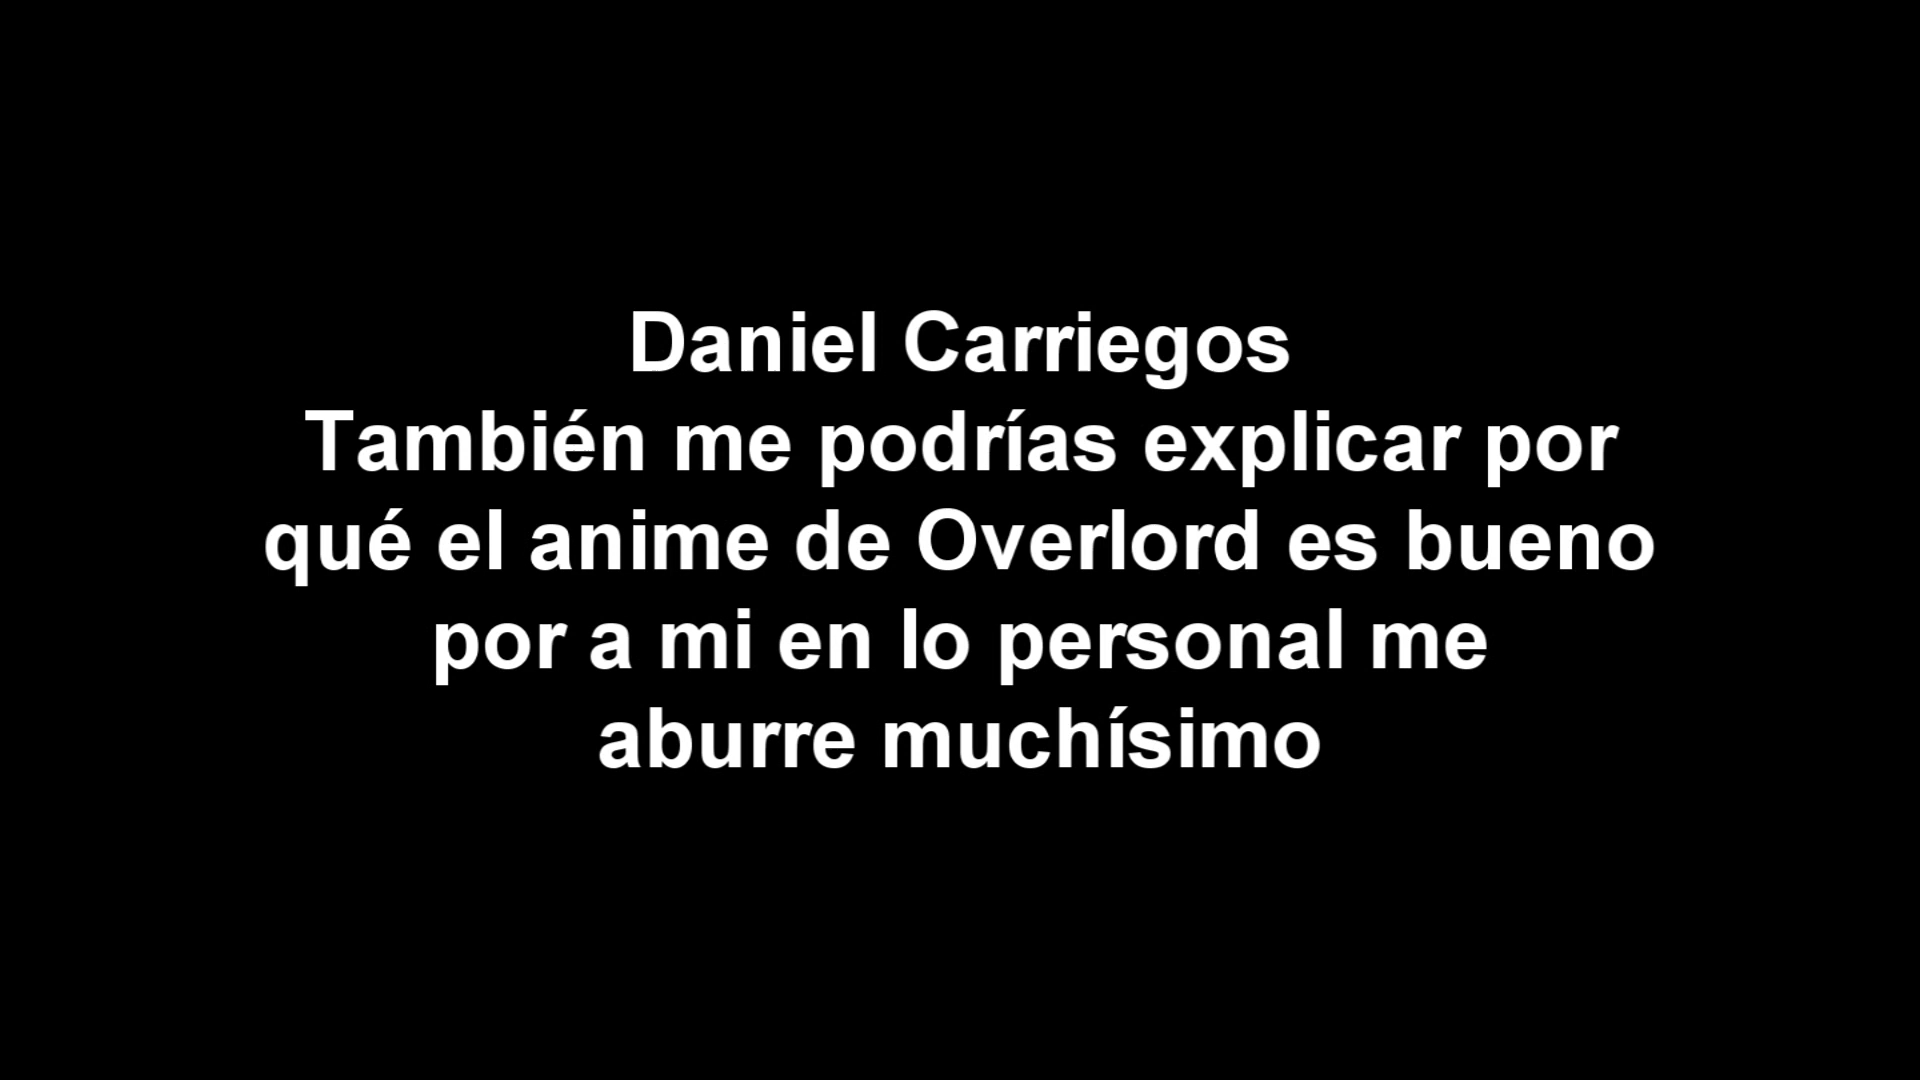 Daniel Carriegos
También me podrías explicar por
qué el anime de Overlord es bueno
por a mi en lo personal me
aburre muchísimo